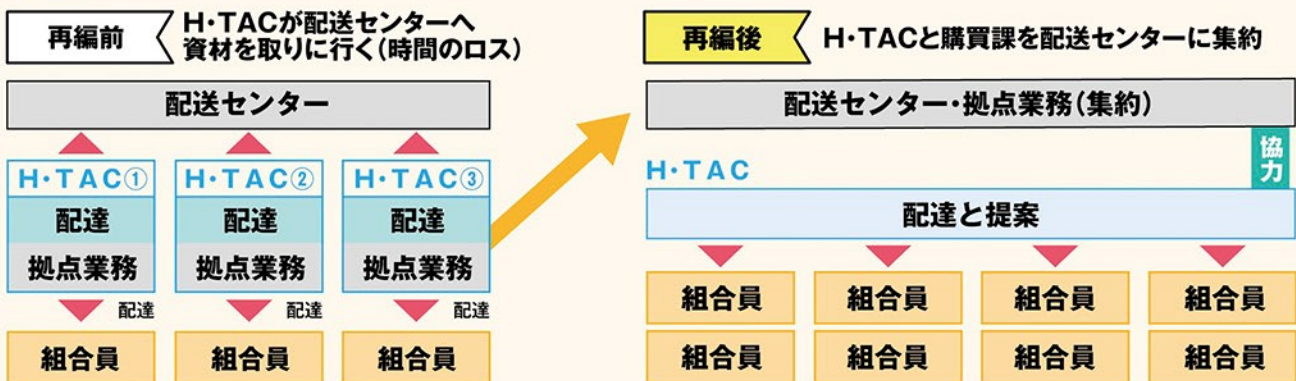 再編前
H・TACが配送センターへ
資材を取りに行く(時間のロス)
配送センター
H・TAC① H・TAC② H・TAC③
配達 配達 配達
拠点業務 拠点業務 拠点業務
配達 配達 配達
組合員 組合員 組合員
再編後
H・TACと購買課を配送センターに集約
配送センター・拠点業務(集約)
協力
H・TAC
配達と提案
組合員 組合員 組合員 組合員
組合員 組合員 組合員 組合員